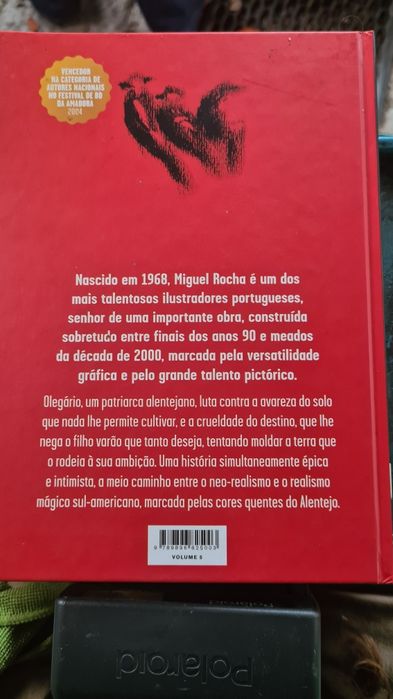 VENCEDOR
NA CATEGORIA DE
AUTORES NACIONAIS
NO FESTIVAL DE BD
DA AMADORA
2004
Nascido em 1968, Miguel Rocha é um dos
mais talentosos ilustradores portugueses,
senhor de uma importante obra, construída
sobretudo entre finais dos anos 90 e meados
da década de 2000, marcada pela versatilidade
gráfica e pelo grande talento pictórico.
Olegário, um patriarca alentejano, luta contra a avareza do solo
que nada lhe permite cultivar, e a crueldade do destino, que lhe
nega o filho varão que tanto deseja, tentando moldar a terra que
o rodeia à sua ambição. Uma história simultaneamente épica
e intimista, a meio caminho entre o neo-realismo e o realismo
mágico sul-americano, marcada pelas cores quentes do Alentejo.
VOLUME 5
Polaroid